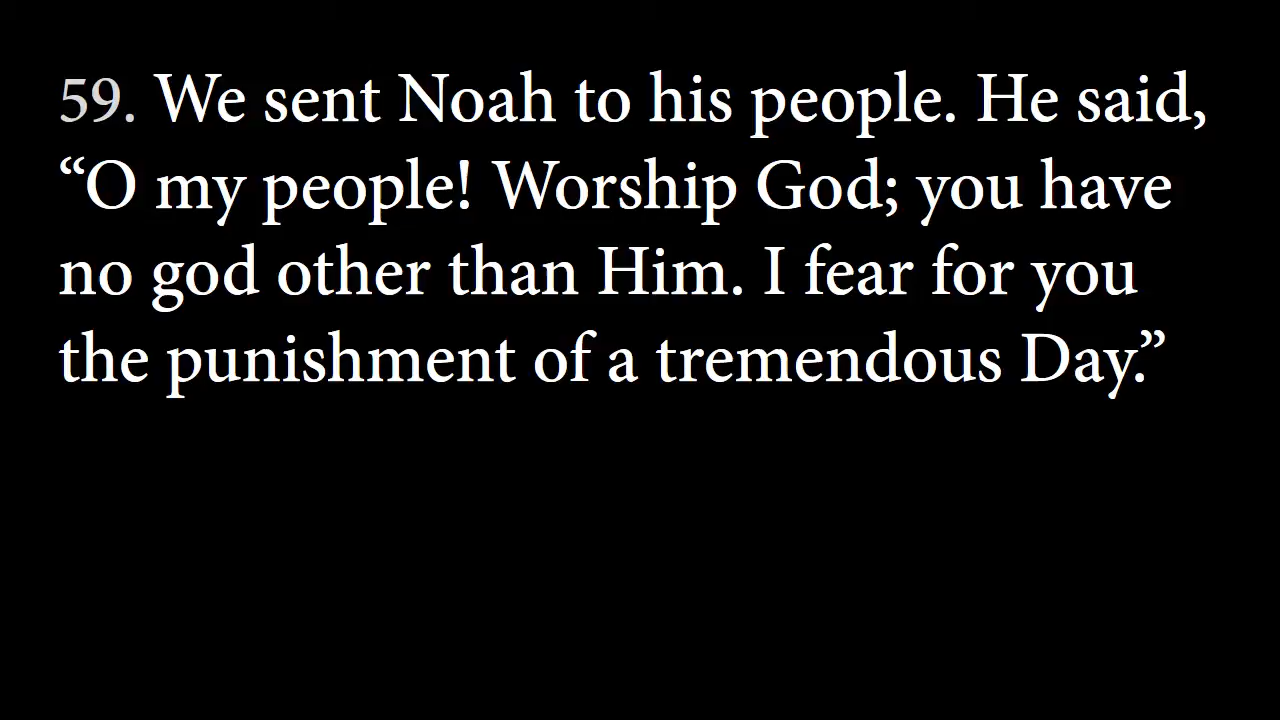 59. We sent Noah to his people. He said,
“O my people! Worship God; you have
no god other than Him. I fear for you
the punishment of a tremendous Day.”